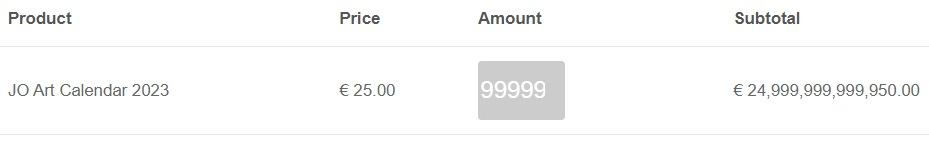 Product Price Amount Subtotal
JO Art Calendar 2023 € 25.00 99999 € 24,999,999,999,950.00